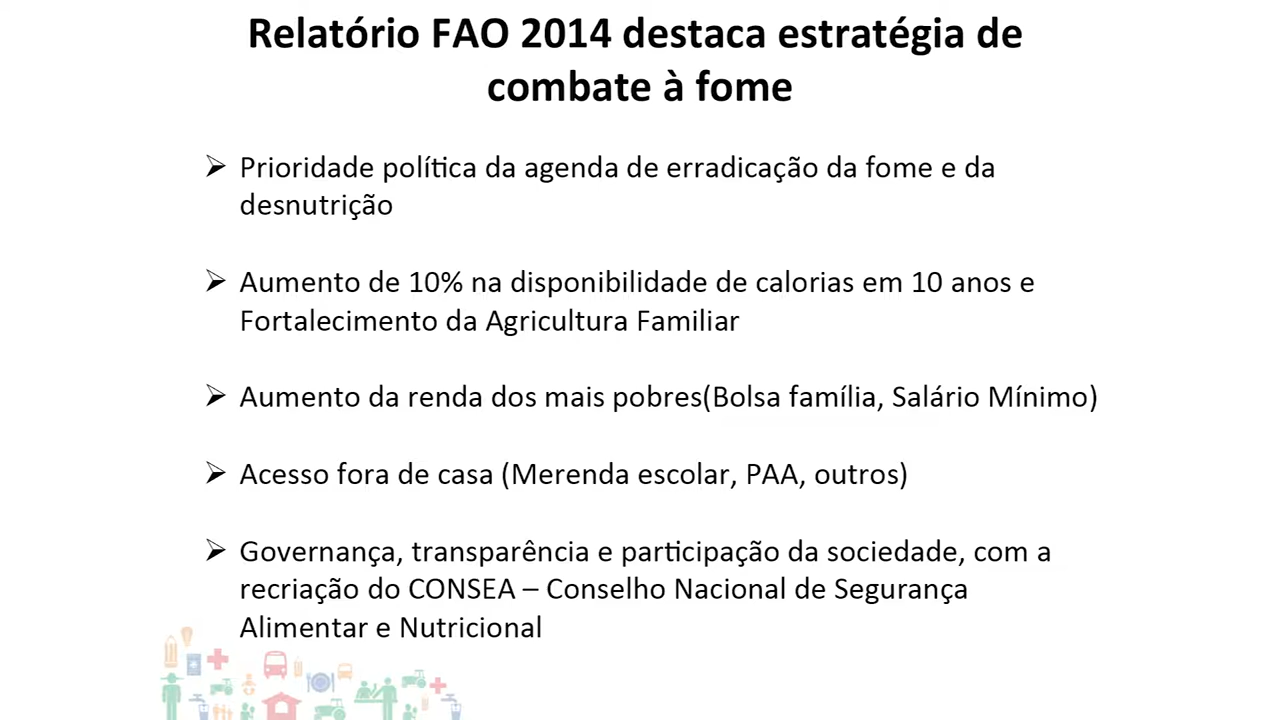 Relatório FAO 2014 destaca estratégia de
combate à fome
➢ Prioridade política da agenda de erradicação da fome e da
desnutrição
➢ Aumento de 10% na disponibilidade de calorias em 10 anos e
Fortalecimento da Agricultura Familiar
➢ Aumento da renda dos mais pobres(Bolsa família, Salário Mínimo)
➢ Acesso fora de casa (Merenda escolar, PAA, outros)
➢ Governança, transparência e participação da sociedade, com a
recriação do CONSEA – Conselho Nacional de Segurança
Alimentar e Nutricional